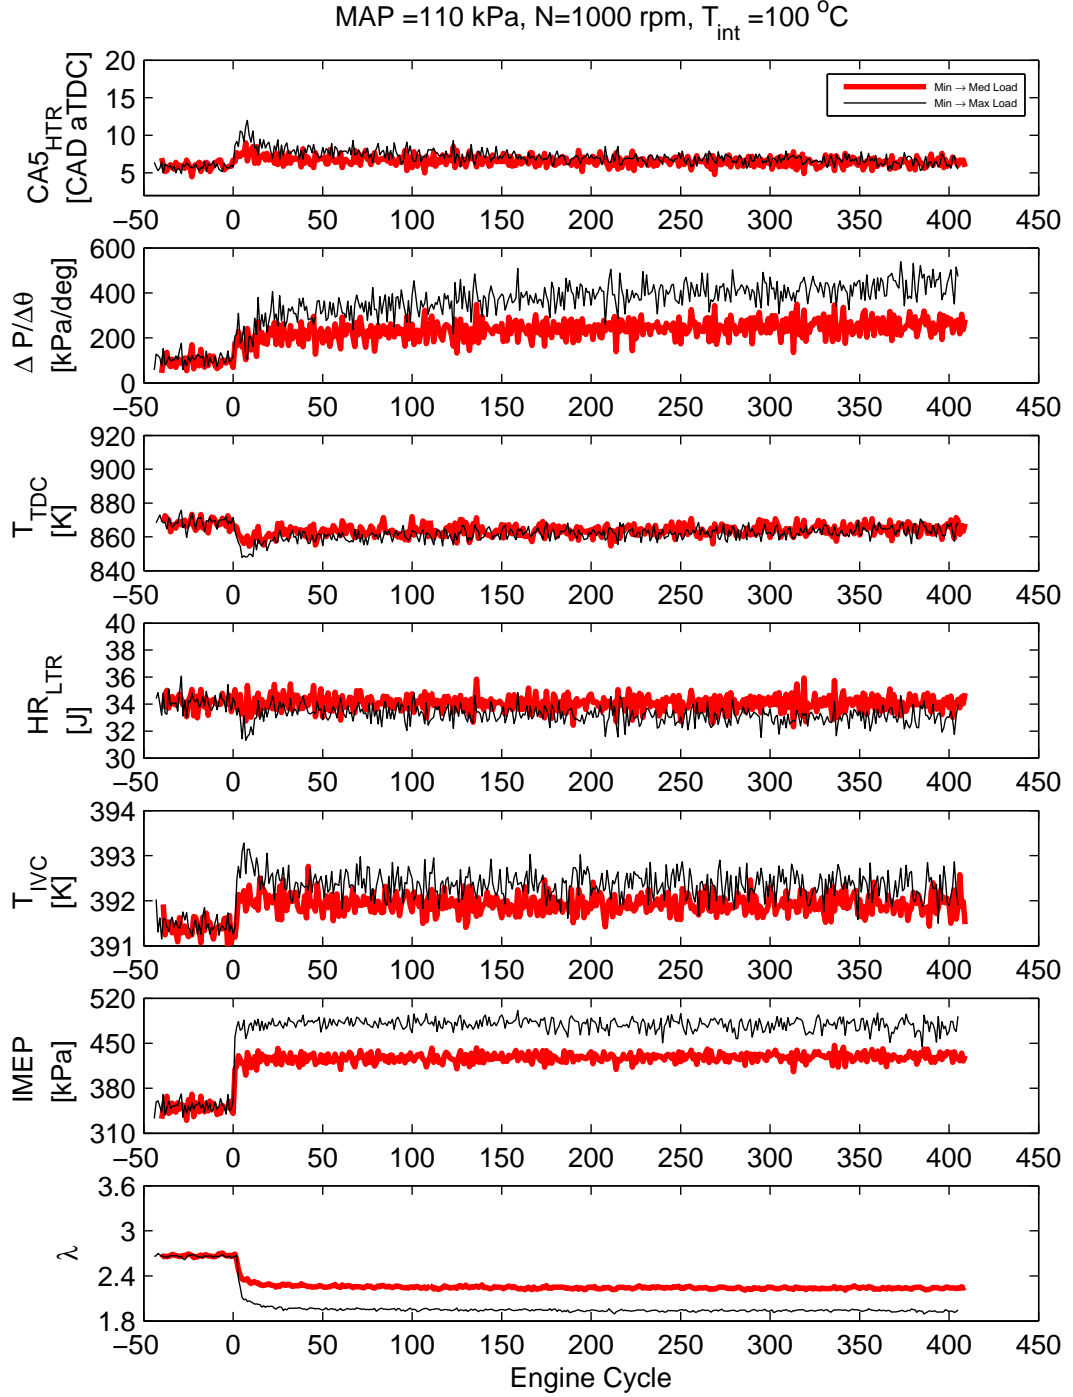 MAP =110 kPa, N=1000 rpm, T_int =100 °C
CA5_HTR
[CAD aTDC]
20
15
10
5
Min → Med Load
Min → Max Load
−50 0 50 100 150 200 250 300 350 400 450
Δ P/Δθ
[kPa/deg]
600
400
200
0
−50 0 50 100 150 200 250 300 350 400 450
T_TDC
[K]
920
900
880
860
840
−50 0 50 100 150 200 250 300 350 400 450
HR_LTR
[J]
40
38
36
34
32
30
−50 0 50 100 150 200 250 300 350 400 450
T_IVC
[K]
394
393
392
391
−50 0 50 100 150 200 250 300 350 400 450
IMEP
[kPa]
520
450
380
310
−50 0 50 100 150 200 250 300 350 400 450
λ
3.6
3
2.4
1.8
−50 0 50 100 150 200 250 300 350 400 450
Engine Cycle